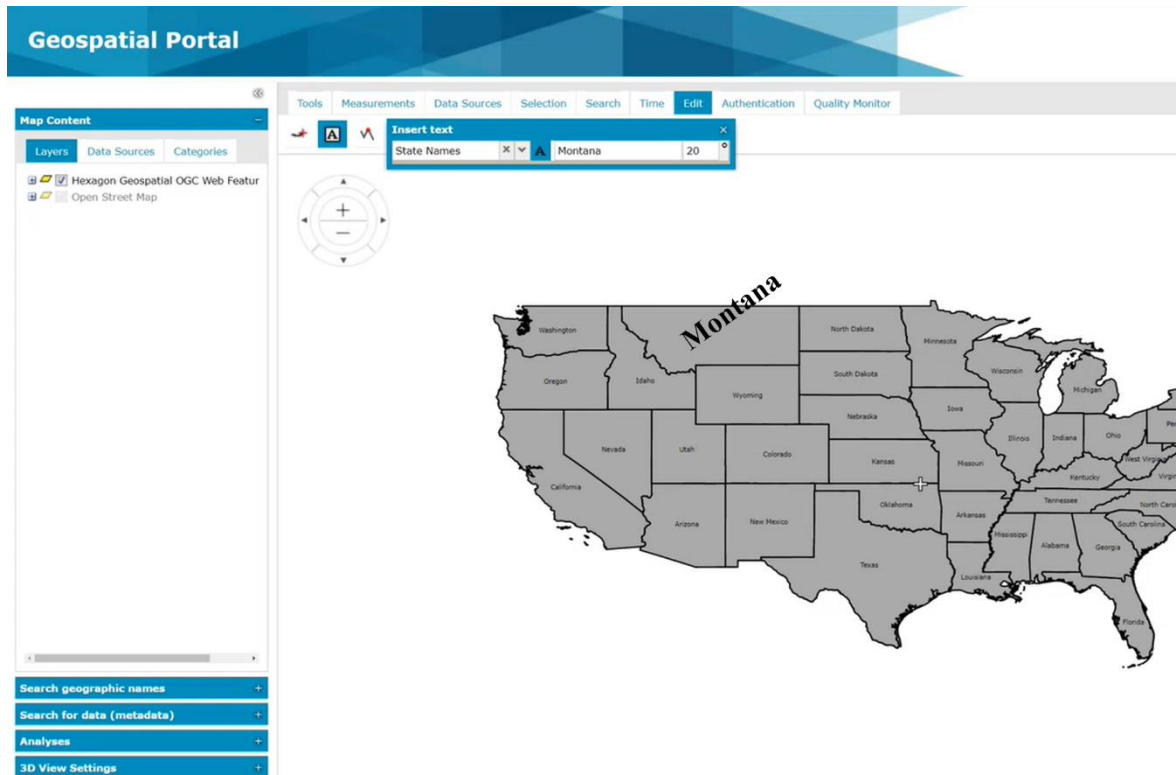 Geospatial Portal
Tools Measurements Data Sources Selection Search Time Edit Authentication Quality Monitor
Map Content
Insert text
A State Names A Montana 20 °
Layers Data Sources Categories
Hexagon Geospatial OGC Web Featur
Open Street Map
Montana
Washington
North Dakota
Minnesota
Oregon
Idaho
South Dakota
Wisconsin
Michigan
Wyoming
Nebraska
Iowa
Nevada
Utah
Colorado
Kansas
Missouri
Illinois
Indiana
Ohio
West Virginia
Kentucky
California
Oklahoma
Arkansas
Tennessee
North Caro
South Carolina
Arizona
New Mexico
Mississippi
Alabama
Georgia
Texas
Louisiana
Florida
Search geographic names
Search for data (metadata)
Analyses
3D View Settings